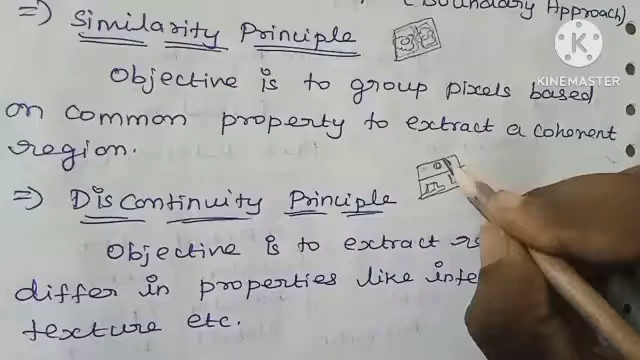 (Boundary Approach)
⇒) Similarity Principle
Objective is to group pixels based
on common property to extract a coherent
region.
⇒) Discontinuity Principle
Objective is to extract
differ in properties like
texture etc.
K
KINEMASTER